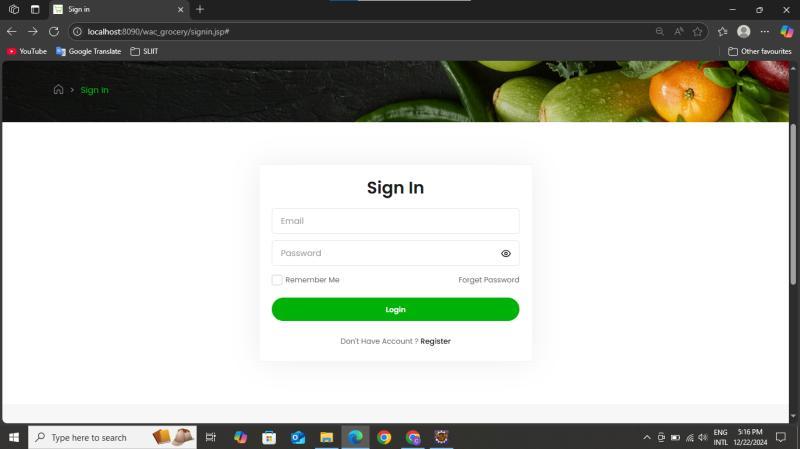 Sign in
localhost:8090/wac_grocery/signin.jsp#
YouTube
Google Translate
SLIIT
Other favourites
Sign in
Sign In
Email
Password
Remember Me
Forget Password
Login
Don't Have Account ? Register
Type here to search
ENG
INTL
5:16 PM
12/22/2024